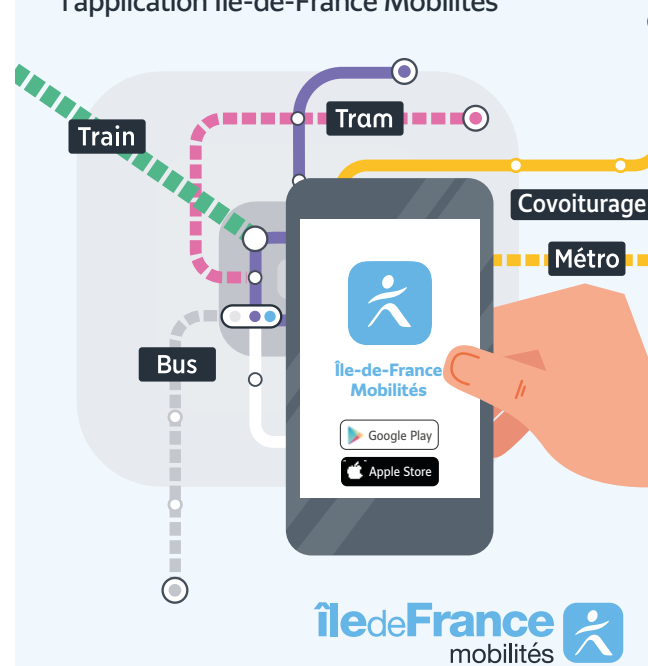 l'application Île-de-France Mobilités
Tram
Train
Covoiturage
Métro
Bus
Île-de-France
Mobilités
Google Play
Apple Store
îledeFrance
mobilités